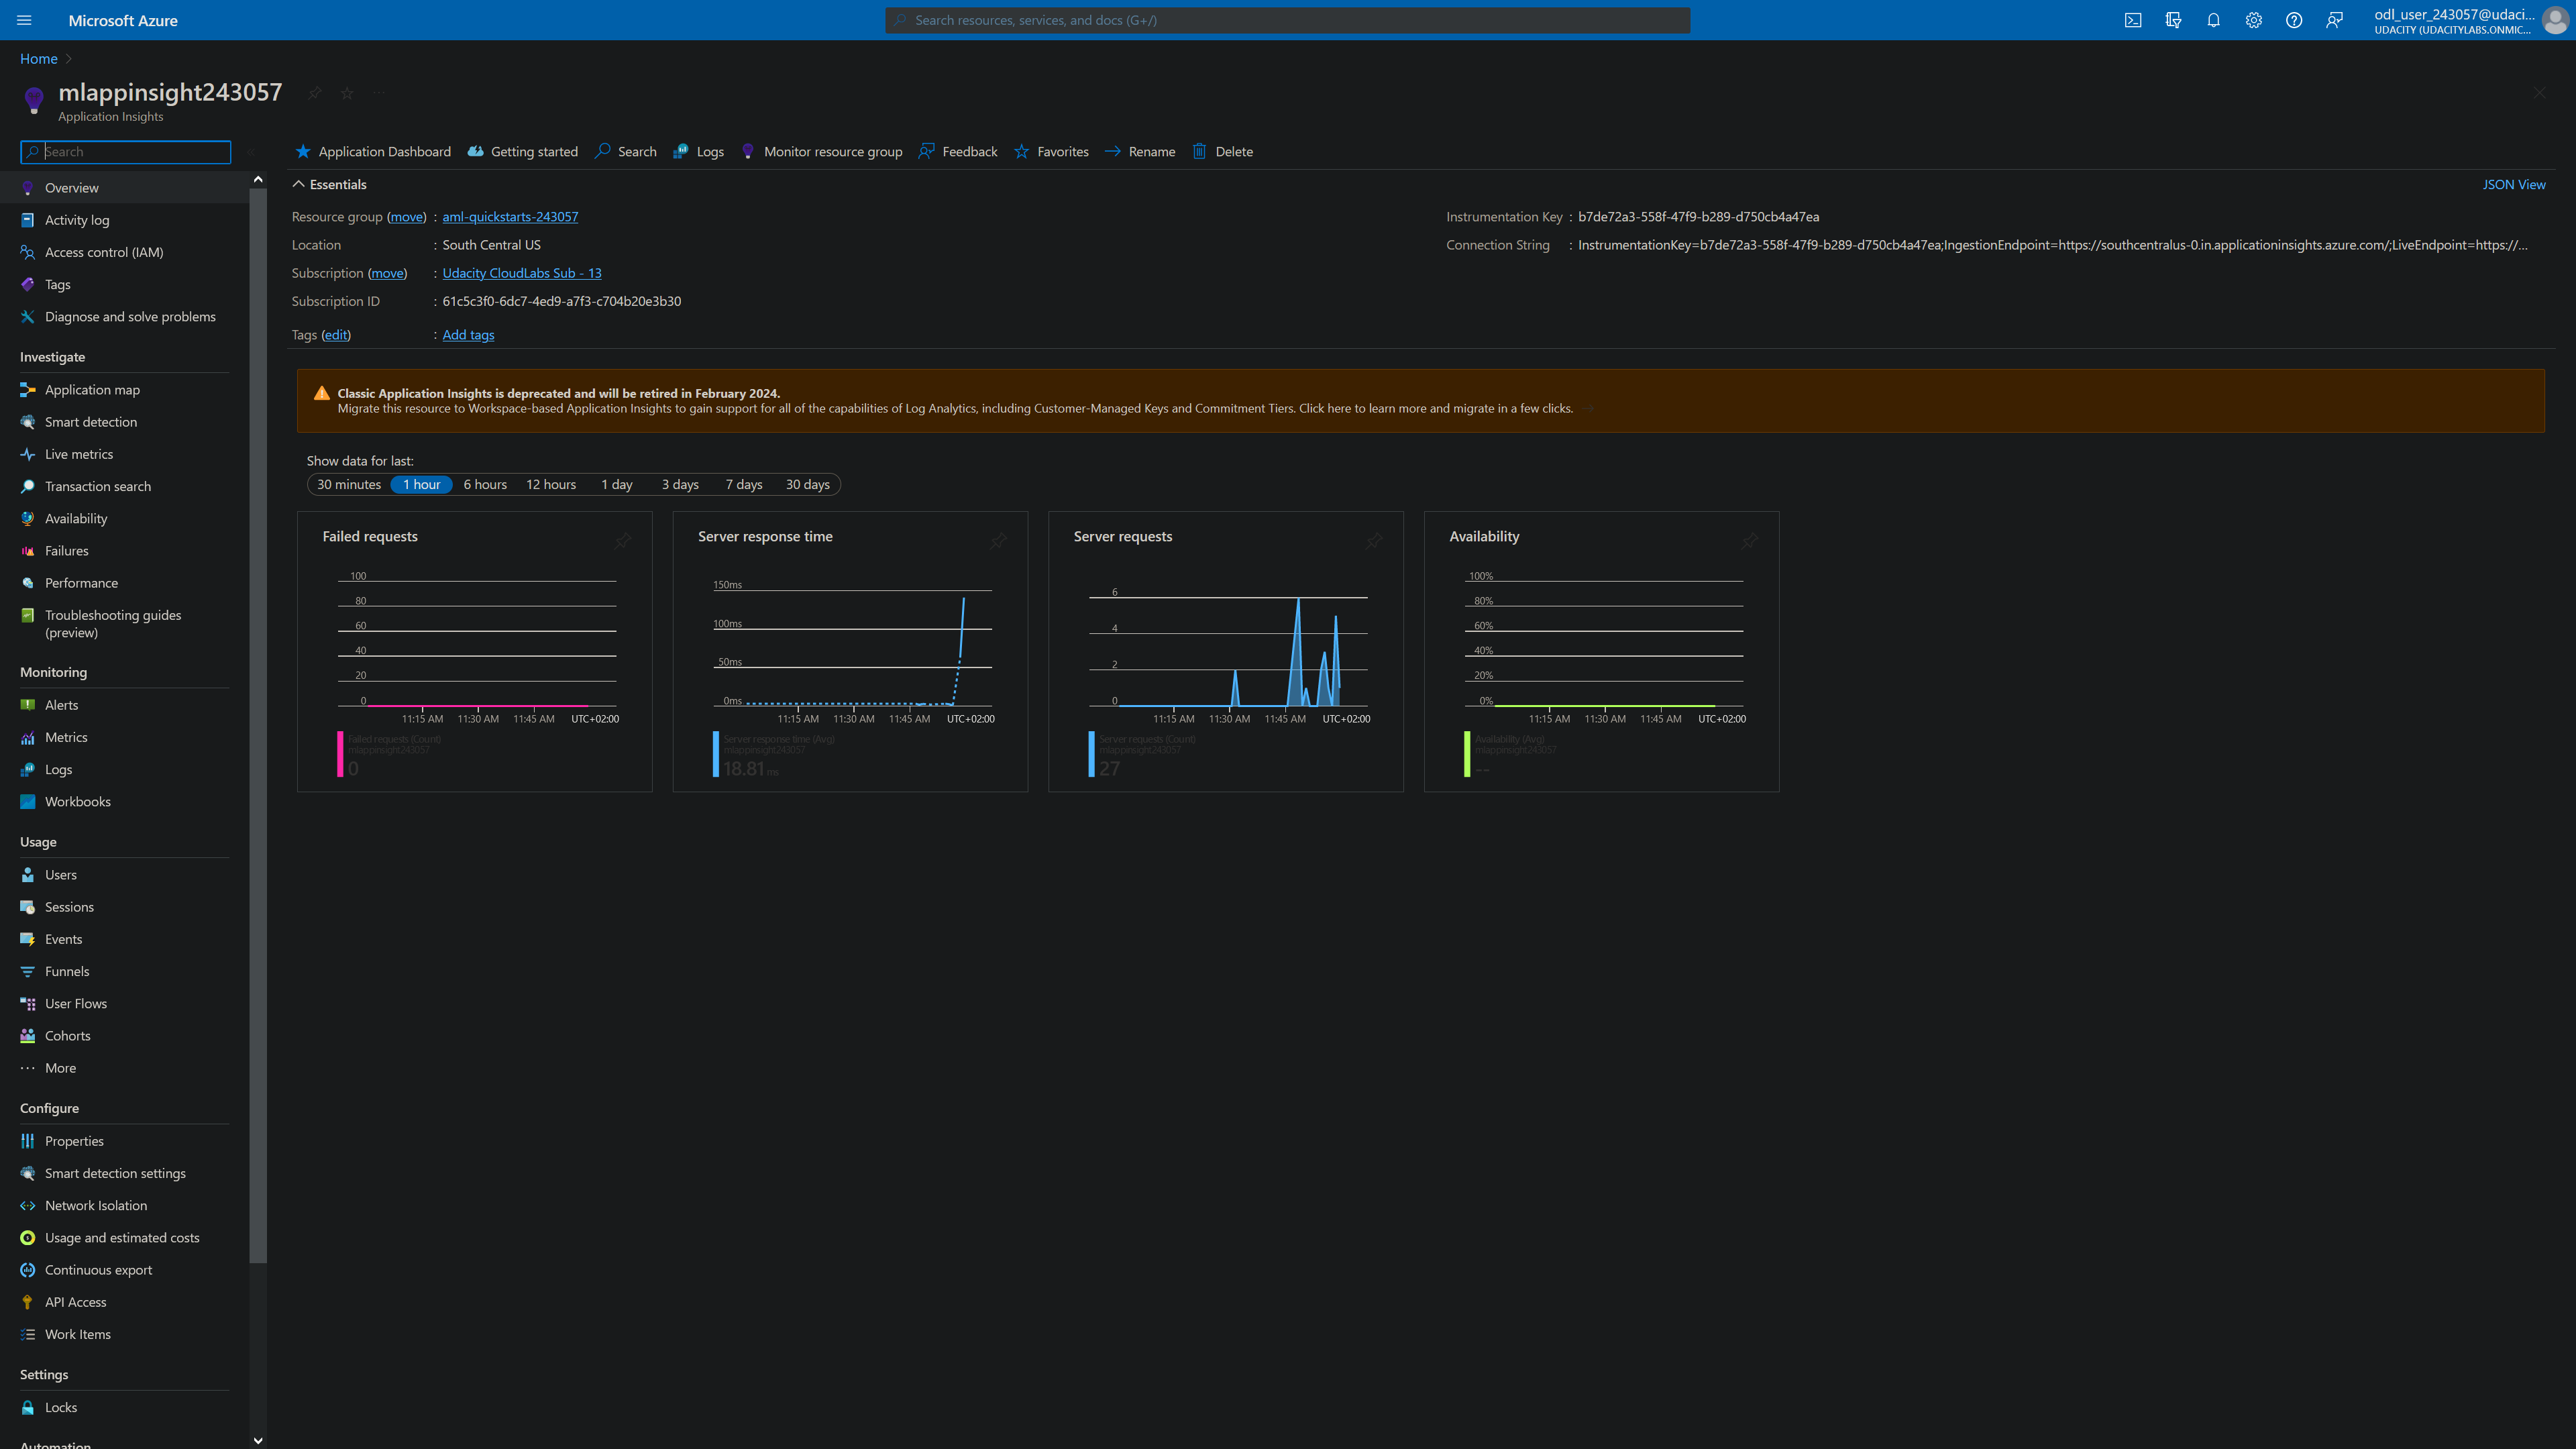 Microsoft Azure
Search resources, services, and docs (G+/)
odl_user_243057@udaci...
UDACITY (UDACITYLABS.ONMIC...
Home
mlappinsight243057
Application Insights
Search
Application Dashboard
Getting started
Search
Logs
Monitor resource group
Feedback
Favorites
Rename
Delete
Overview
Activity log
Access control (IAM)
Tags
Diagnose and solve problems
Investigate
Application map
Smart detection
Live metrics
Transaction search
Availability
Failures
Performance
Troubleshooting guides
(preview)
Monitoring
Alerts
Metrics
Logs
Workbooks
Usage
Users
Sessions
Events
Funnels
User Flows
Cohorts
More
Configure
Properties
Smart detection settings
Network Isolation
Usage and estimated costs
Continuous export
API Access
Work Items
Settings
Locks
Automation
Essentials
JSON View
Resource group (move) : aml-quickstarts-243057
Location : South Central US
Subscription (move) : Udacity CloudLabs Sub - 13
Subscription ID : 61c5c3f0-6dc7-4ed9-a7f3-c704b20e3b30
Tags (edit) : Add tags
Instrumentation Key : b7de72a3-558f-47f9-b289-d750cb4a47ea
Connection String : InstrumentationKey=b7de72a3-558f-47f9-b289-d750cb4a47ea;IngestionEndpoint=https://southcentralus-0.in.applicationinsights.azure.com/;LiveEndpoint=https://...
Classic Application Insights is deprecated and will be retired in February 2024.
Migrate this resource to Workspace-based Application Insights to gain support for all of the capabilities of Log Analytics, including Customer-Managed Keys and Commitment Tiers. Click here to learn more and migrate in a few clicks.
Show data for last:
30 minutes 1 hour 6 hours 12 hours 1 day 3 days 7 days 30 days
Failed requests
100
80
60
40
20
0
11:15 AM 11:30 AM 11:45 AM UTC+02:00
Failed requests (Count)
mlappinsight243057
0
Server response time
150ms
100ms
50ms
0ms
11:15 AM 11:30 AM 11:45 AM UTC+02:00
Server response time (Avg)
mlappinsight243057
18.81 ms
Server requests
6
4
2
0
11:15 AM 11:30 AM 11:45 AM UTC+02:00
Server requests (Count)
mlappinsight243057
27
Availability
100%
80%
60%
40%
20%
0%
11:15 AM 11:30 AM 11:45 AM UTC+02:00
Availability (Avg)
mlappinsight243057
--